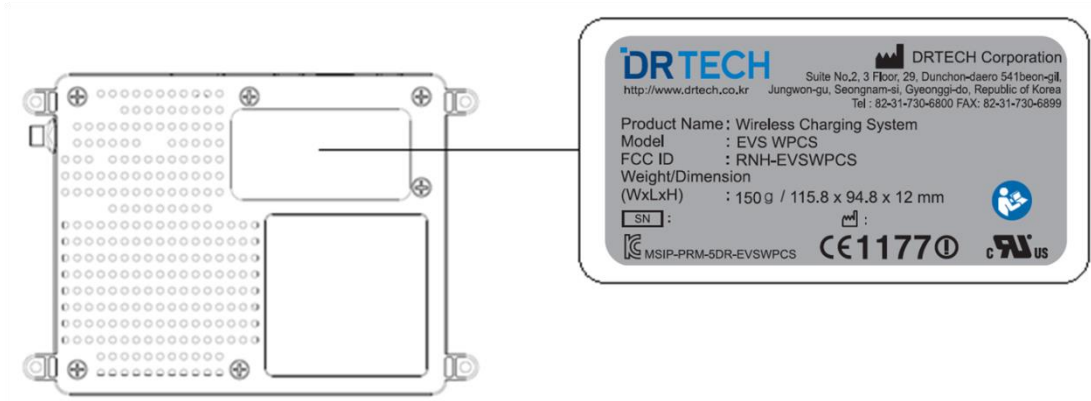 DRTECH
http://www.drtech.co.kr
DRTECH Corporation
Suite No,2, 3 Floor, 29, Dunchon-daero 541beon-gil,
Jungwon-gu, Seongnam-si, Gyeonggi-do, Republic of Korea
Tel : 82-31-730-6800 FAX: 82-31-730-6899
Product Name : Wireless Charging System
Model : EVS WPCS
FCC ID : RNH-EVSWPCS
Weight/Dimension
(WxLxH) : 150 g / 115.8 x 94.8 x 12 mm
SN :
:
MSIP-PRM-5DR-EVSWPCS
CE1177
c RU US